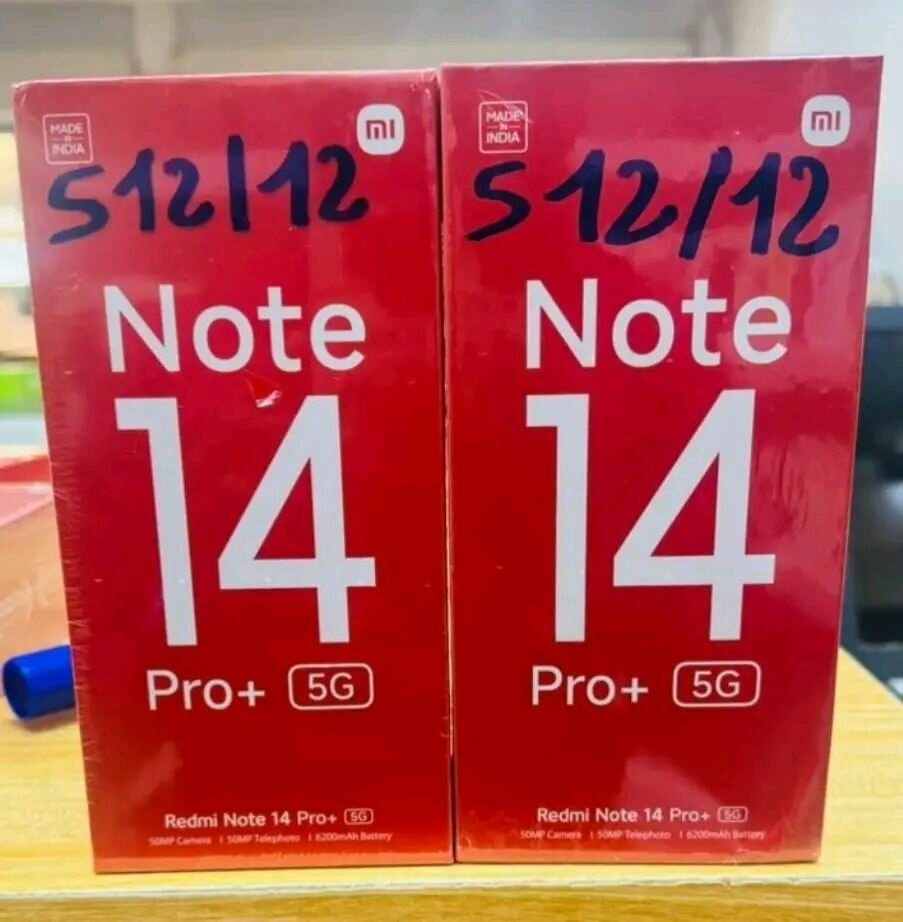 MADE
IN
INDIA
mi
512/12
Note
14
Pro+ 5G
Redmi Note 14 Pro+ 5G
50MP Camera | 50MP Telephoto | 6200mAh Battery
MADE
IN
INDIA
mi
512/12
Note
14
Pro+ 5G
Redmi Note 14 Pro+ 5G
50MP Camera | 50MP Telephoto | 6200mAh Battery